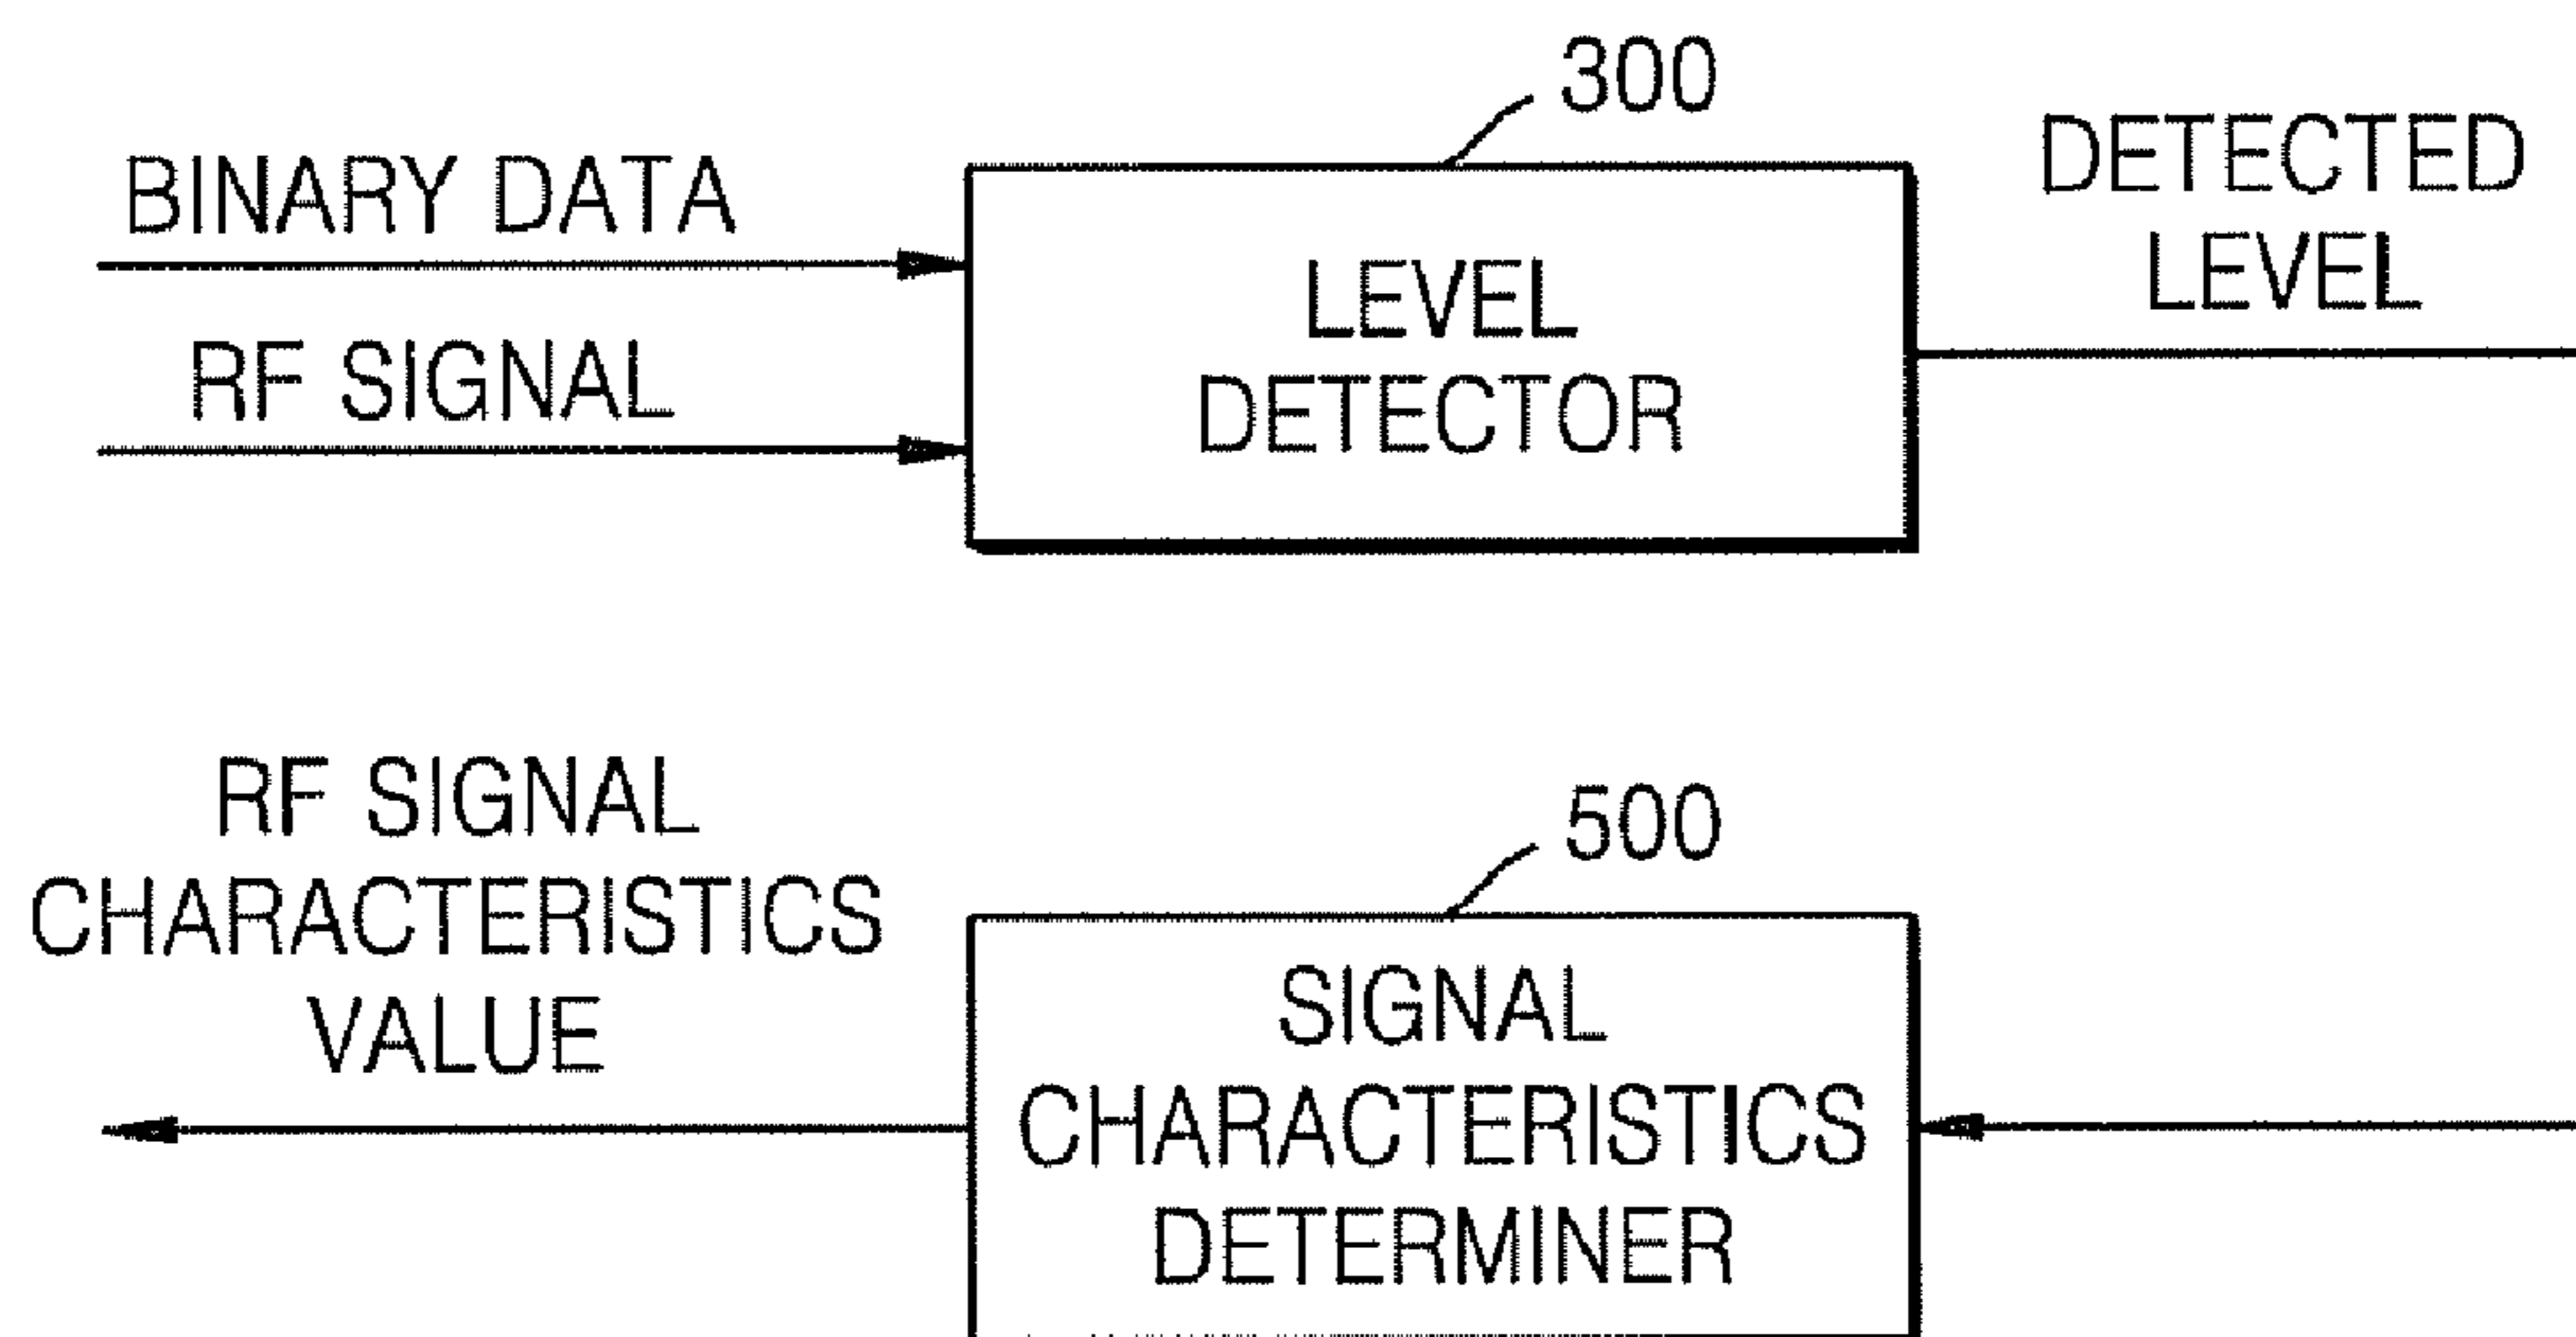 300
BINARY DATA
RF SIGNAL
LEVEL
DETECTOR
DETECTED
LEVEL
RF SIGNAL
CHARACTERISTICS
VALUE
500
SIGNAL
CHARACTERISTICS
DETERMINER